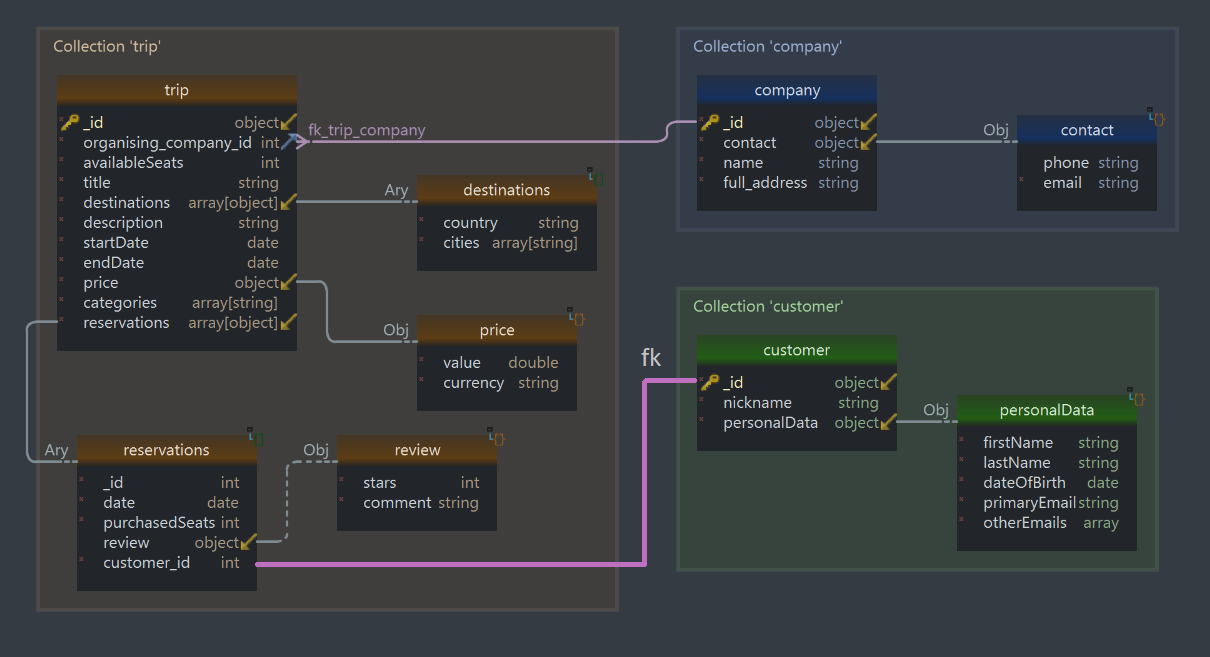 Collection 'trip'
trip
_id object
organising_company_id int
availableSeats int
title string
destinations array[object]
description string
startDate date
endDate date
price object
categories array[string]
reservations array[object]
fk_trip_company
Ary
destinations
country string
cities array[string]
Obj
price
value double
currency string
Ary
reservations
_id int
date date
purchasedSeats int
review object
customer_id int
Obj
review
stars int
comment string
Collection 'company'
company
_id object
contact object
name string
full_address string
Obj
contact
phone string
email string
fk
Collection 'customer'
customer
_id object
nickname string
personalData object
Obj
personalData
firstName string
lastName string
dateOfBirth date
primaryEmail string
otherEmails array